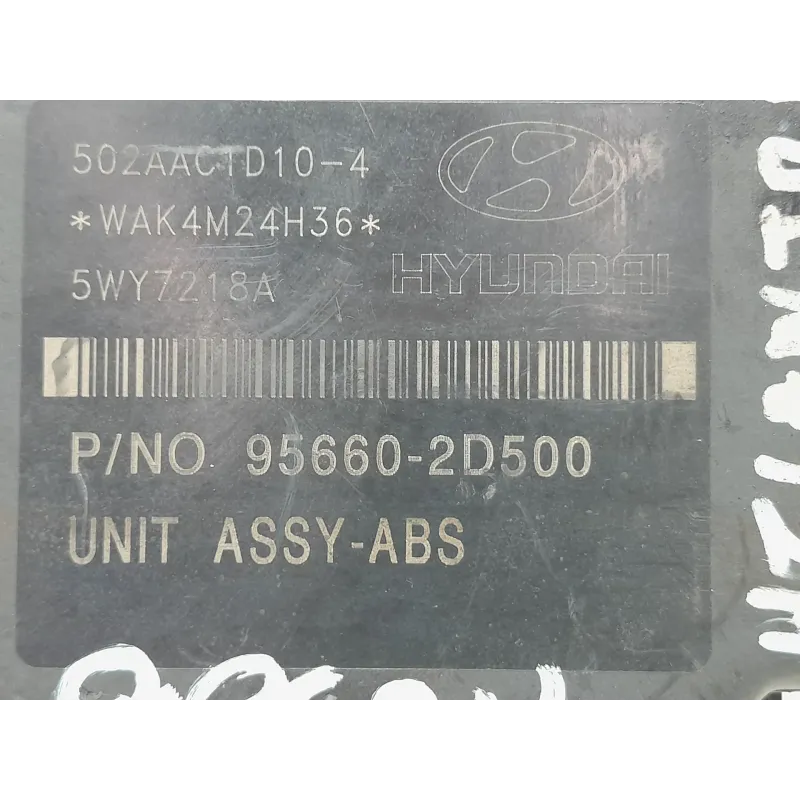 502AACTD10-4
*WAK4M24H36*
5WY7218A
HYUNDAI
P/NO 95660-2D500
UNIT ASSY-ABS